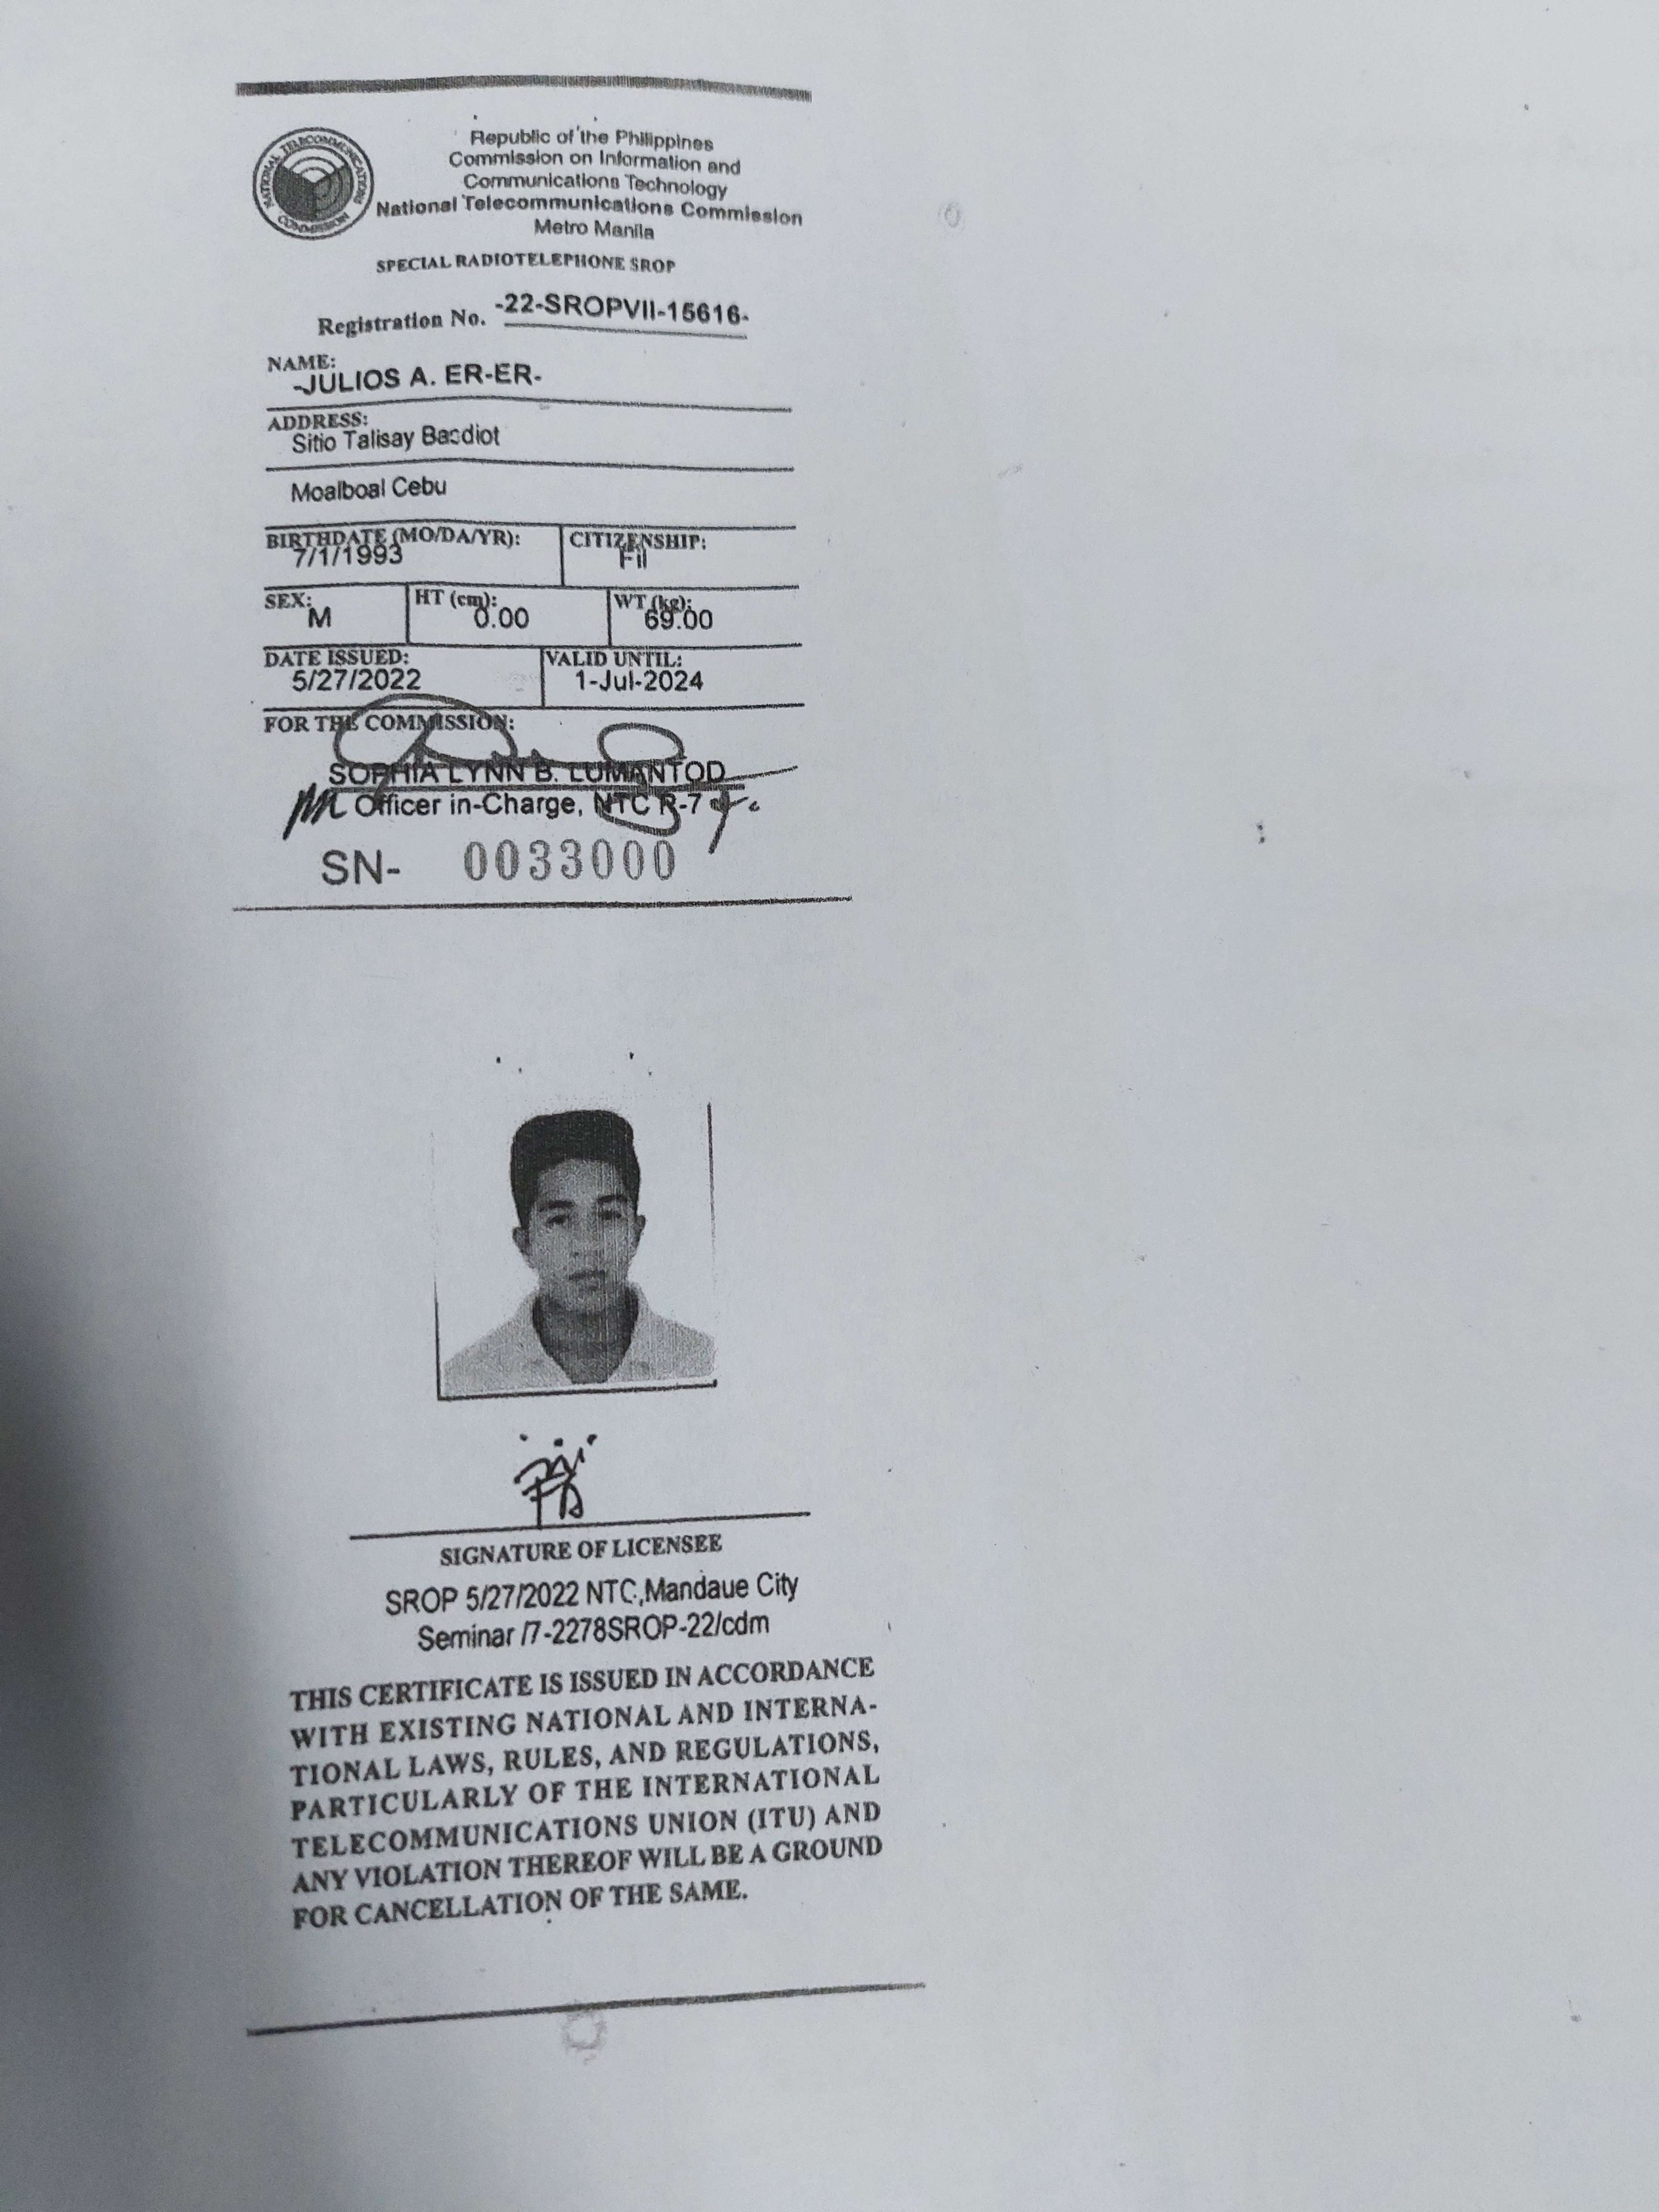 NATIONAL TELECOMMUNICATIONS COMMISSION
Republic of the Philippines
Commission on Information and
Communications Technology
National Telecommunications Commission
Metro Manila
SPECIAL RADIOTELEPHONE SROP
Registration No. -22-SROPVII-15616-
NAME:
-JULIOS A. ER-ER-
ADDRESS:
Sitio Talisay Basdiot
Moalboal Cebu
BIRTHDATE (MO/DA/YR): CITIZENSHIP:
7/1/1993 Fil
SEX: HT (cm): WT (kg):
M 0.00 69.00
DATE ISSUED: VALID UNTIL:
5/27/2022 1-Jul-2024
FOR THE COMMISSION:
SOPHIA LYNN B. LUMANTOD
Officer in-Charge, NTC R-7
SN- 0033000
SIGNATURE OF LICENSEE
SROP 5/27/2022 NTC.,Mandaue City
Seminar /7-2278SROP-22/cdm
THIS CERTIFICATE IS ISSUED IN ACCORDANCE
WITH EXISTING NATIONAL AND INTERNA-
TIONAL LAWS, RULES, AND REGULATIONS,
PARTICULARLY OF THE INTERNATIONAL
TELECOMMUNICATIONS UNION (ITU) AND
ANY VIOLATION THEREOF WILL BE A GROUND
FOR CANCELLATION OF THE SAME.